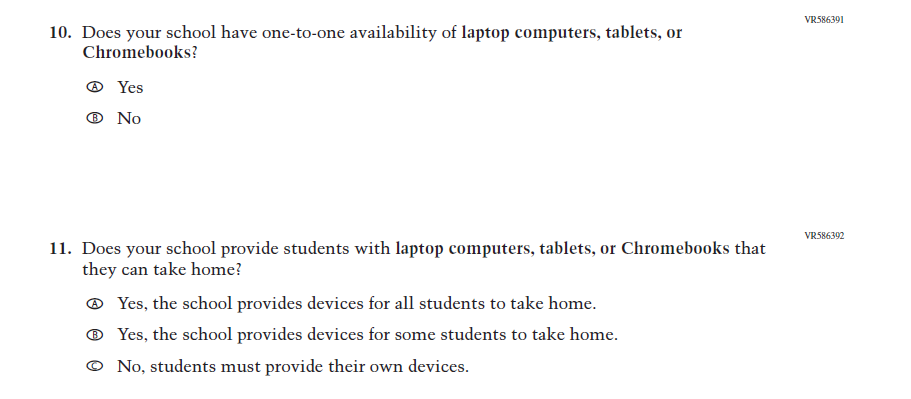 VR586391
10. Does your school have one-to-one availability of laptop computers, tablets, or
Chromebooks?
A Yes
B No
VR586392
11. Does your school provide students with laptop computers, tablets, or Chromebooks that
they can take home?
A Yes, the school provides devices for all students to take home.
B Yes, the school provides devices for some students to take home.
C No, students must provide their own devices.